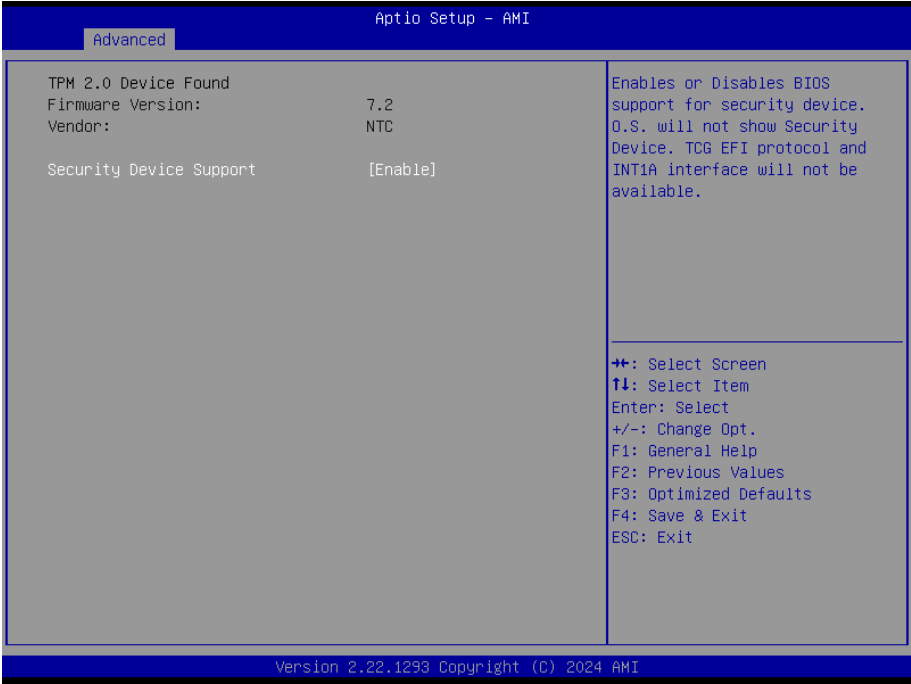 Aptio Setup – AMI
Advanced
TPM 2.0 Device Found
Firmware Version: 7.2
Vendor: NTC
Security Device Support [Enable]
Enables or Disables BIOS
support for security device.
O.S. will not show Security
Device. TCG EFI protocol and
INT1A interface will not be
available.
→←: Select Screen
↑↓: Select Item
Enter: Select
+/-: Change Opt.
F1: General Help
F2: Previous Values
F3: Optimized Defaults
F4: Save & Exit
ESC: Exit
Version 2.22.1293 Copyright (C) 2024 AMI